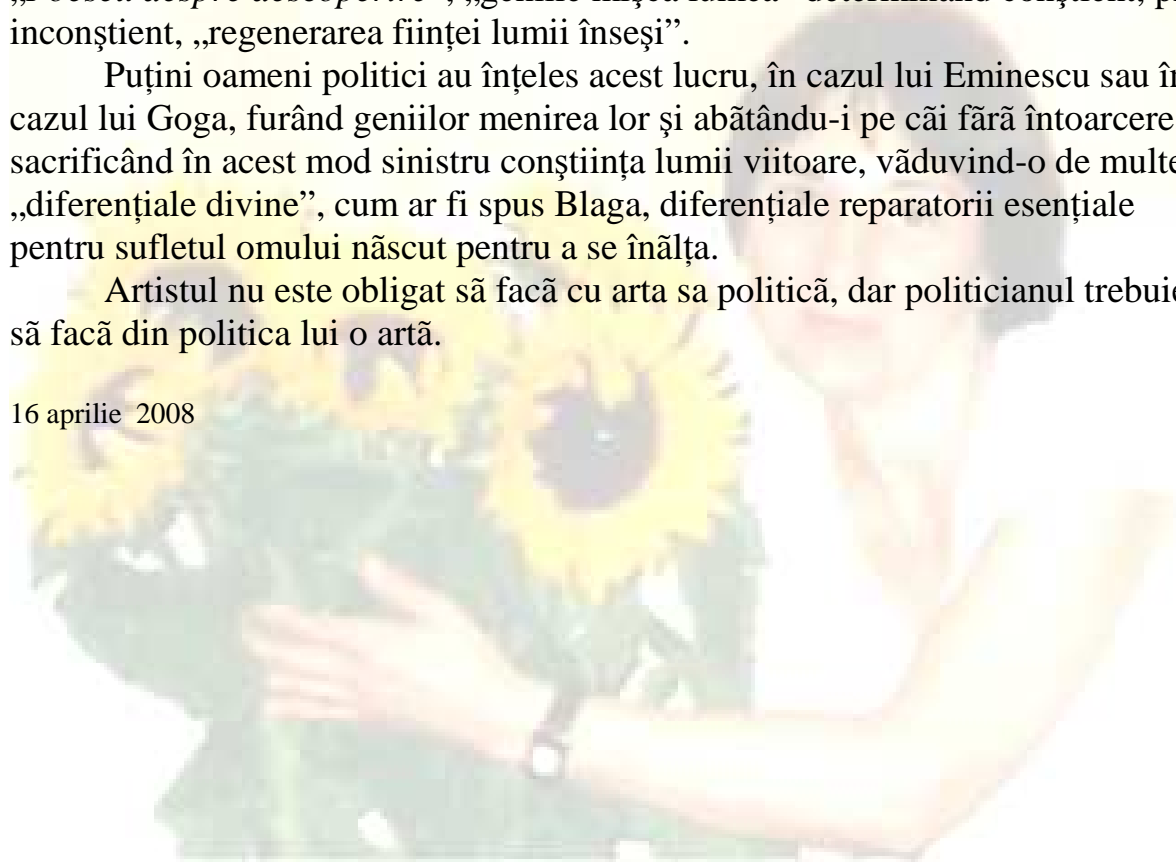 inconştient, „regenerarea fiinţei lumii înseşi”.
Puţini oameni politici au înţeles acest lucru, în cazul lui Eminescu sau în
cazul lui Goga, furând geniilor menirea lor şi abãtându-i pe cãi fãrã întoarcere
sacrificând în acest mod sinistru conştiinţa lumii viitoare, vãduvind-o de multe
„diferenţiale divine”, cum ar fi spus Blaga, diferenţiale reparatorii esenţiale
pentru sufletul omului nãscut pentru a se înãlţa.
Artistul nu este obligat sã facã cu arta sa politicã, dar politicianul trebuie
sã facã din politica lui o artã.
16 aprilie 2008